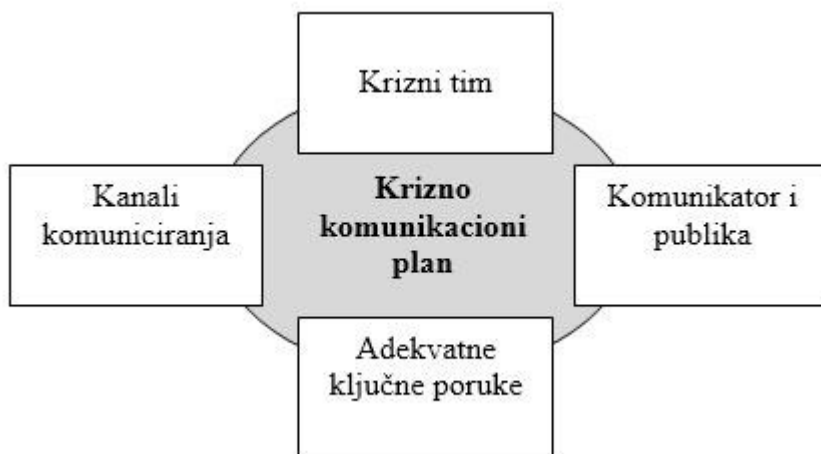 Krizni tim
Kanali
komuniciranja
Krizno
komunikacioni
plan
Komunikator i
publika
Adekvatne
ključne poruke